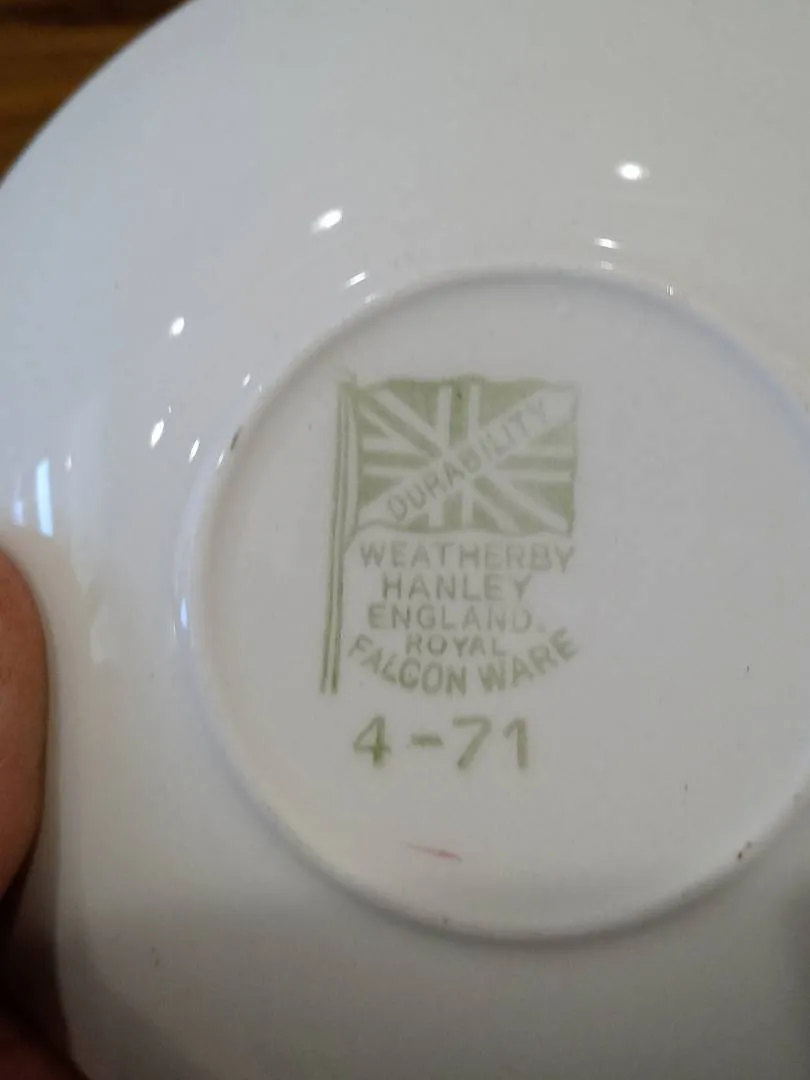 DURABILITY
WEATHERBY
HANLEY
ENGLAND.
ROYAL
FALCON WARE
4-71